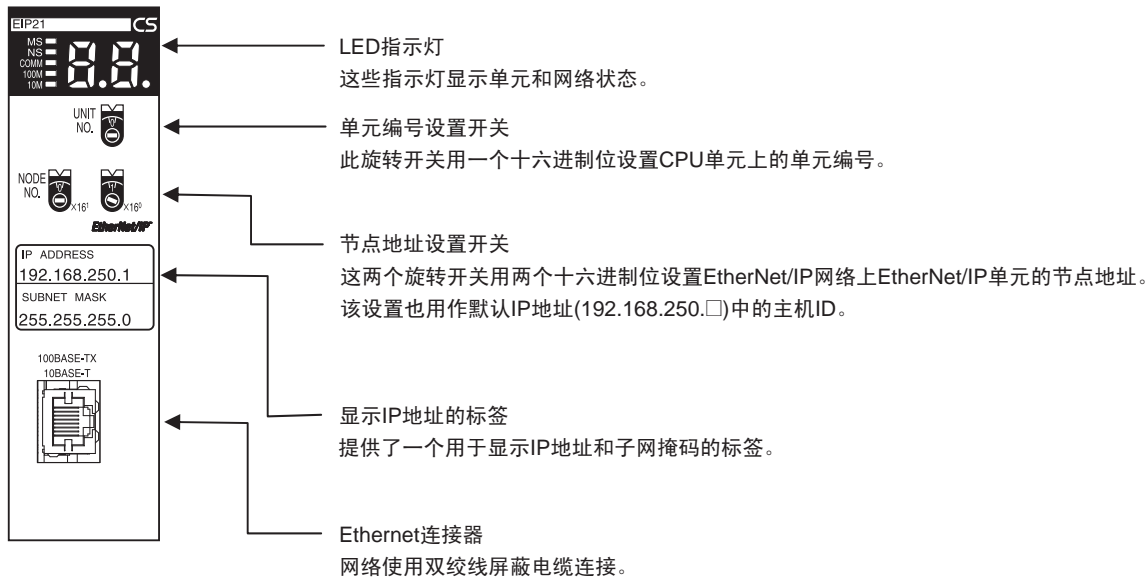 EIP21 CS
MS
NS
COMM
100M
10M
8.8.
LED指示灯
这些指示灯显示单元和网络状态。
UNIT
NO.
单元编号设置开关
此旋转开关用一个十六进制位设置CPU单元上的单元编号。
NODE
NO.
×16¹ ×16⁰
EtherNet/IP
节点地址设置开关
这两个旋转开关用两个十六进制位设置EtherNet/IP网络上EtherNet/IP单元的节点地址。
该设置也用作默认IP地址(192.168.250.□)中的主机ID。
IP ADDRESS
192.168.250.1
SUBNET MASK
255.255.255.0
显示IP地址的标签
提供了一个用于显示IP地址和子网掩码的标签。
100BASE-TX
10BASE-T
Ethernet连接器
网络使用双绞线屏蔽电缆连接。